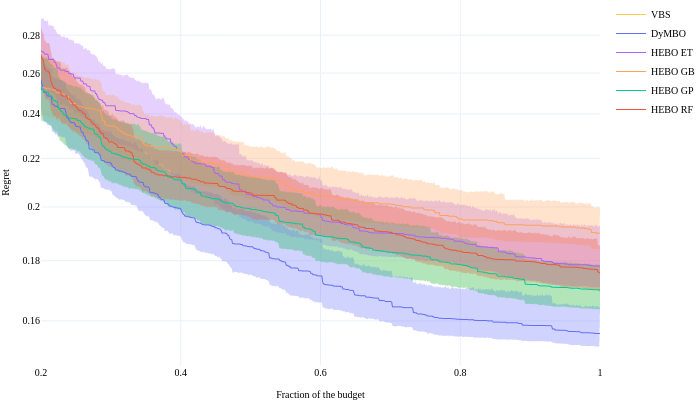 0.28
0.26
0.24
0.22
0.2
0.18
0.16
Regret
0.2
0.4
0.6
0.8
1
Fraction of the budget
VBS
DyMBO
HEBO ET
HEBO GB
HEBO GP
HEBO RF